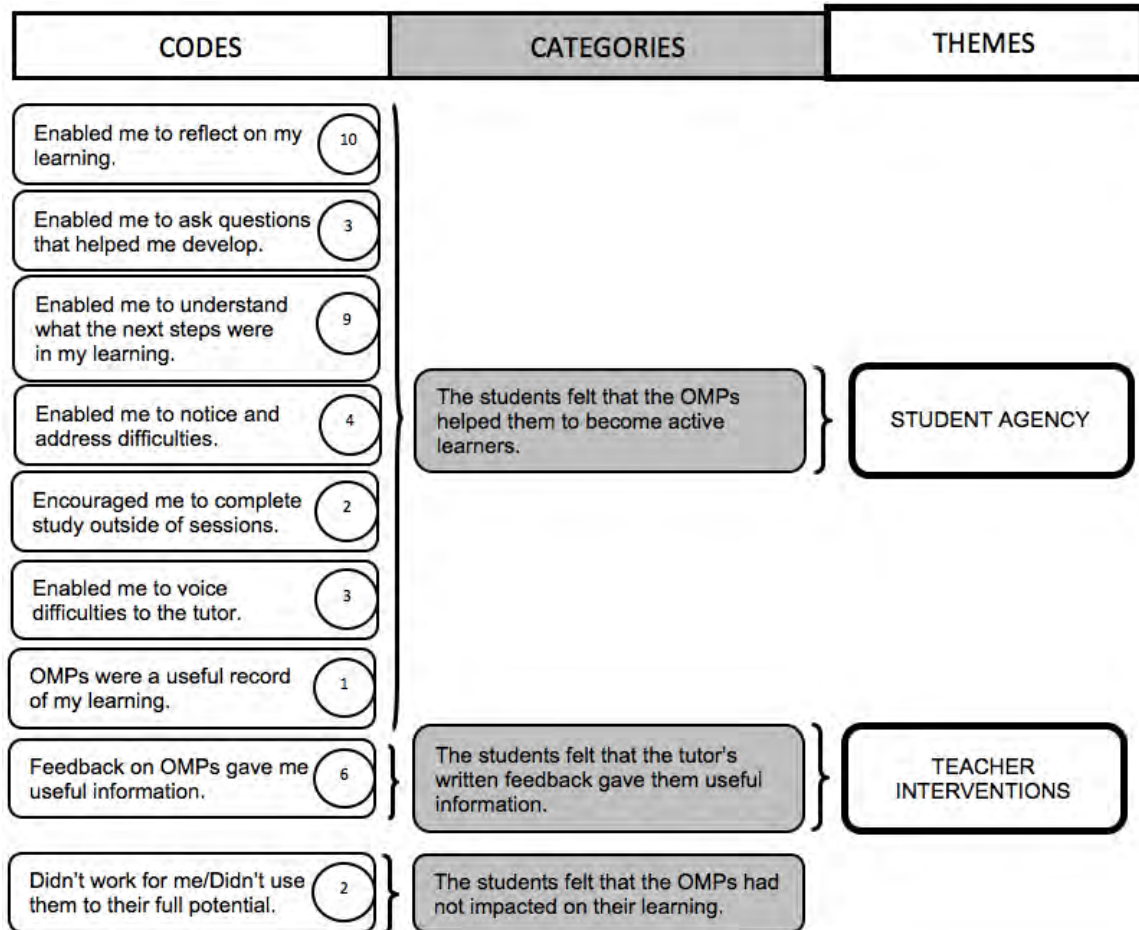 CODES
CATEGORIES
THEMES
Enabled me to reflect on my
learning.
10
Enabled me to ask questions
that helped me develop.
3
Enabled me to understand
what the next steps were
in my learning.
9
Enabled me to notice and
address difficulties.
4
Encouraged me to complete
study outside of sessions.
2
Enabled me to voice
difficulties to the tutor.
3
OMPs were a useful record
of my learning.
1
The students felt that the OMPs
helped them to become active
learners.
STUDENT AGENCY
Feedback on OMPs gave me
useful information.
6
The students felt that the tutor's
written feedback gave them useful
information.
TEACHER
INTERVENTIONS
Didn't work for me/Didn't use
them to their full potential.
2
The students felt that the OMPs had
not impacted on their learning.